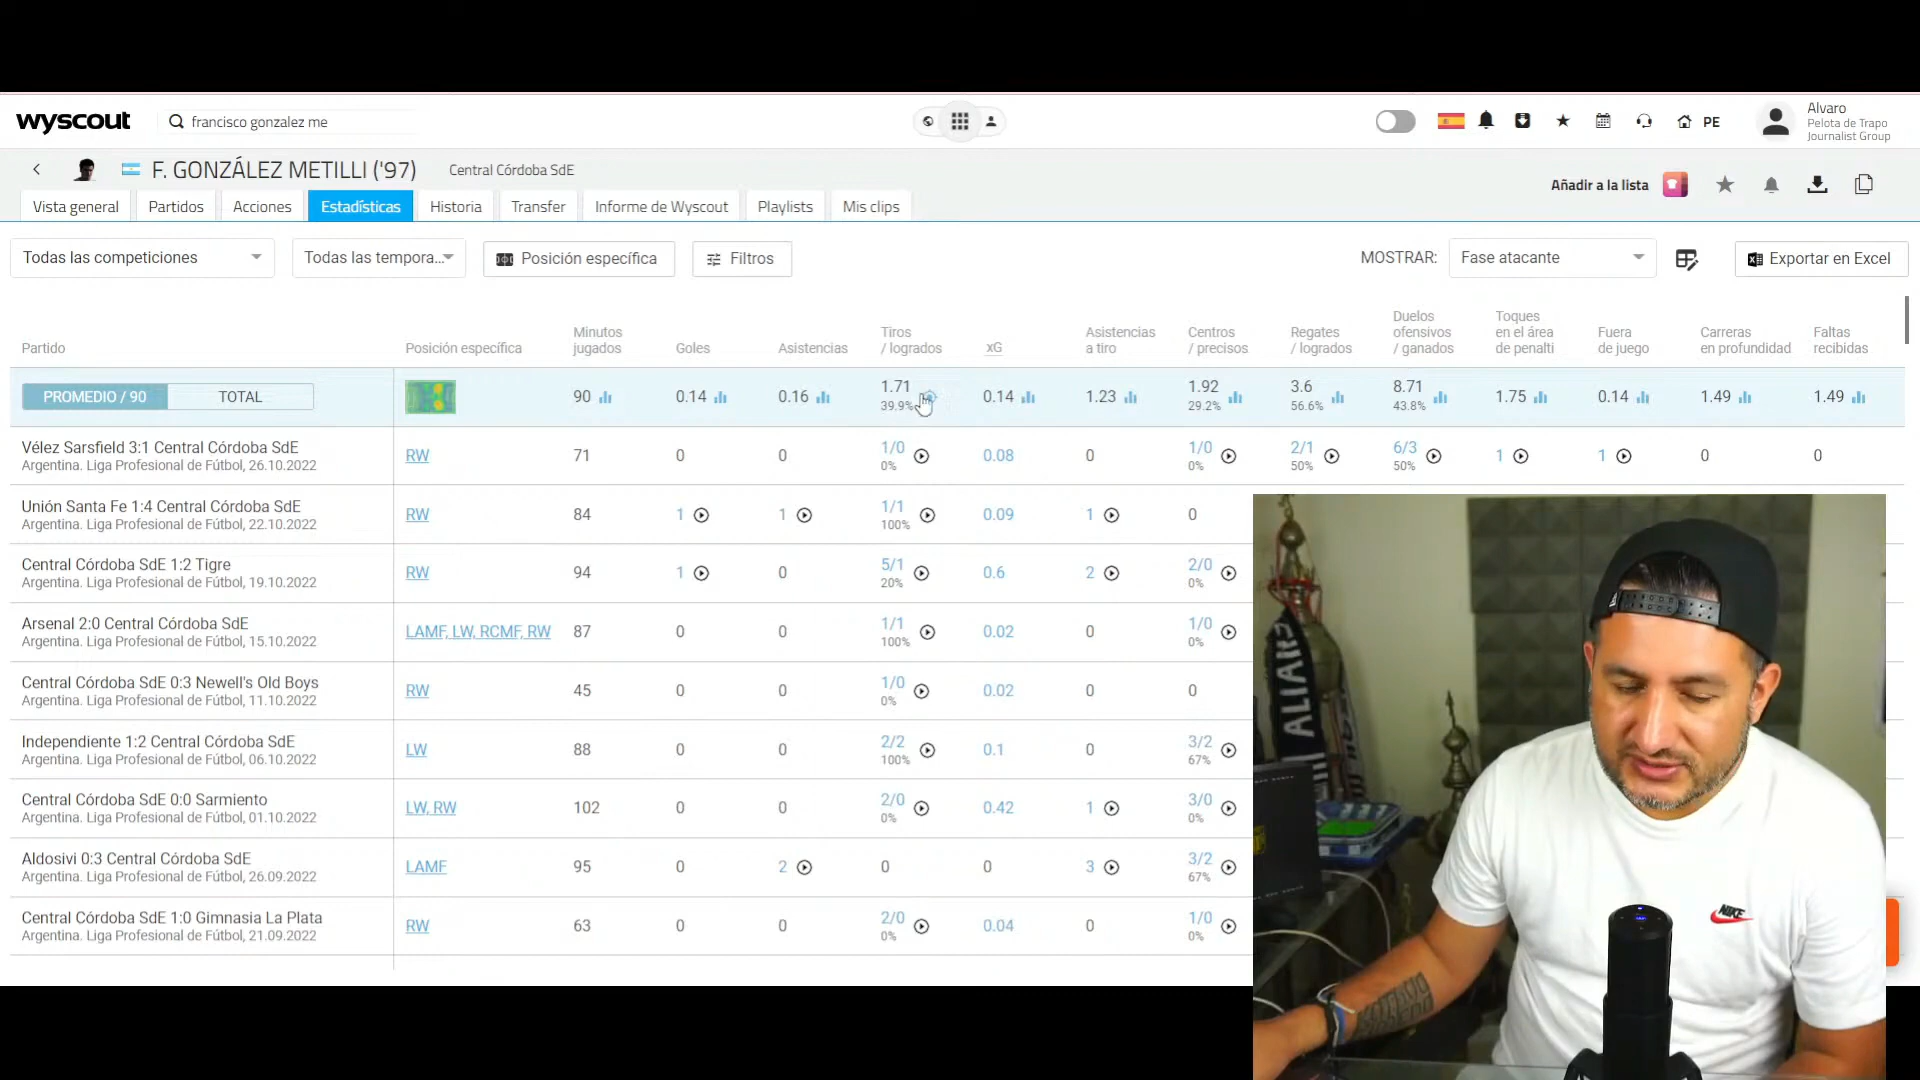 wyscout
francisco gonzalez me
PE
Alvaro
Pelota de Trapo
Journalist Group
F. GONZÁLEZ METILLI ('97)
Central Córdoba SdE
Añadir a la lista
Vista general
Partidos
Acciones
Estadísticas
Historia
Transfer
Informe de Wyscout
Playlists
Mis clips
Todas las competiciones
Todas las tempora...
Posición específica
Filtros
MOSTRAR:
Fase atacante
Exportar en Excel
Partido
Posición específica
Minutos
jugados
Goles
Asistencias
Tiros
/ logrados
xG
Asistencias
a tiro
Centros
/ precisos
Regates
/ logrados
Duelos
ofensivos
/ ganados
Toques
en el área
de penalti
Fuera
de juego
Carreras
en profundidad
Faltas
recibidas
PROMEDIO / 90
TOTAL
90
0.14
0.16
1.71
39.9%
0.14
1.23
1.92
29.2%
3.6
56.6%
8.71
43.8%
1.75
0.14
1.49
1.49
Vélez Sarsfield 3:1 Central Córdoba SdE
Argentina. Liga Profesional de Fútbol, 26.10.2022
RW
71
0
0
1/0
0%
0.08
0
1/0
0%
2/1
50%
6/3
50%
1
1
0
0
Unión Santa Fe 1:4 Central Córdoba SdE
Argentina. Liga Profesional de Fútbol, 22.10.2022
RW
84
1
1
1/1
100%
0.09
1
0
Central Córdoba SdE 1:2 Tigre
Argentina. Liga Profesional de Fútbol, 19.10.2022
RW
94
1
0
5/1
20%
0.6
2
2/0
0%
Arsenal 2:0 Central Córdoba SdE
Argentina. Liga Profesional de Fútbol, 15.10.2022
LAMF, LW, RCMF, RW
87
0
0
1/1
100%
0.02
0
1/0
0%
Central Córdoba SdE 0:3 Newell's Old Boys
Argentina. Liga Profesional de Fútbol, 11.10.2022
RW
45
0
0
1/0
0%
0.02
0
0
Independiente 1:2 Central Córdoba SdE
Argentina. Liga Profesional de Fútbol, 06.10.2022
LW
88
0
0
2/2
100%
0.1
0
3/2
67%
Central Córdoba SdE 0:0 Sarmiento
Argentina. Liga Profesional de Fútbol, 01.10.2022
LW, RW
102
0
0
2/0
0%
0.42
1
3/0
0%
Aldosivi 0:3 Central Córdoba SdE
Argentina. Liga Profesional de Fútbol, 26.09.2022
LAMF
95
0
2
0
0
3
3/2
67%
Central Córdoba SdE 1:0 Gimnasia La Plata
Argentina. Liga Profesional de Fútbol, 21.09.2022
RW
63
0
0
2/0
0%
0.04
0
1/0
0%
NIKE